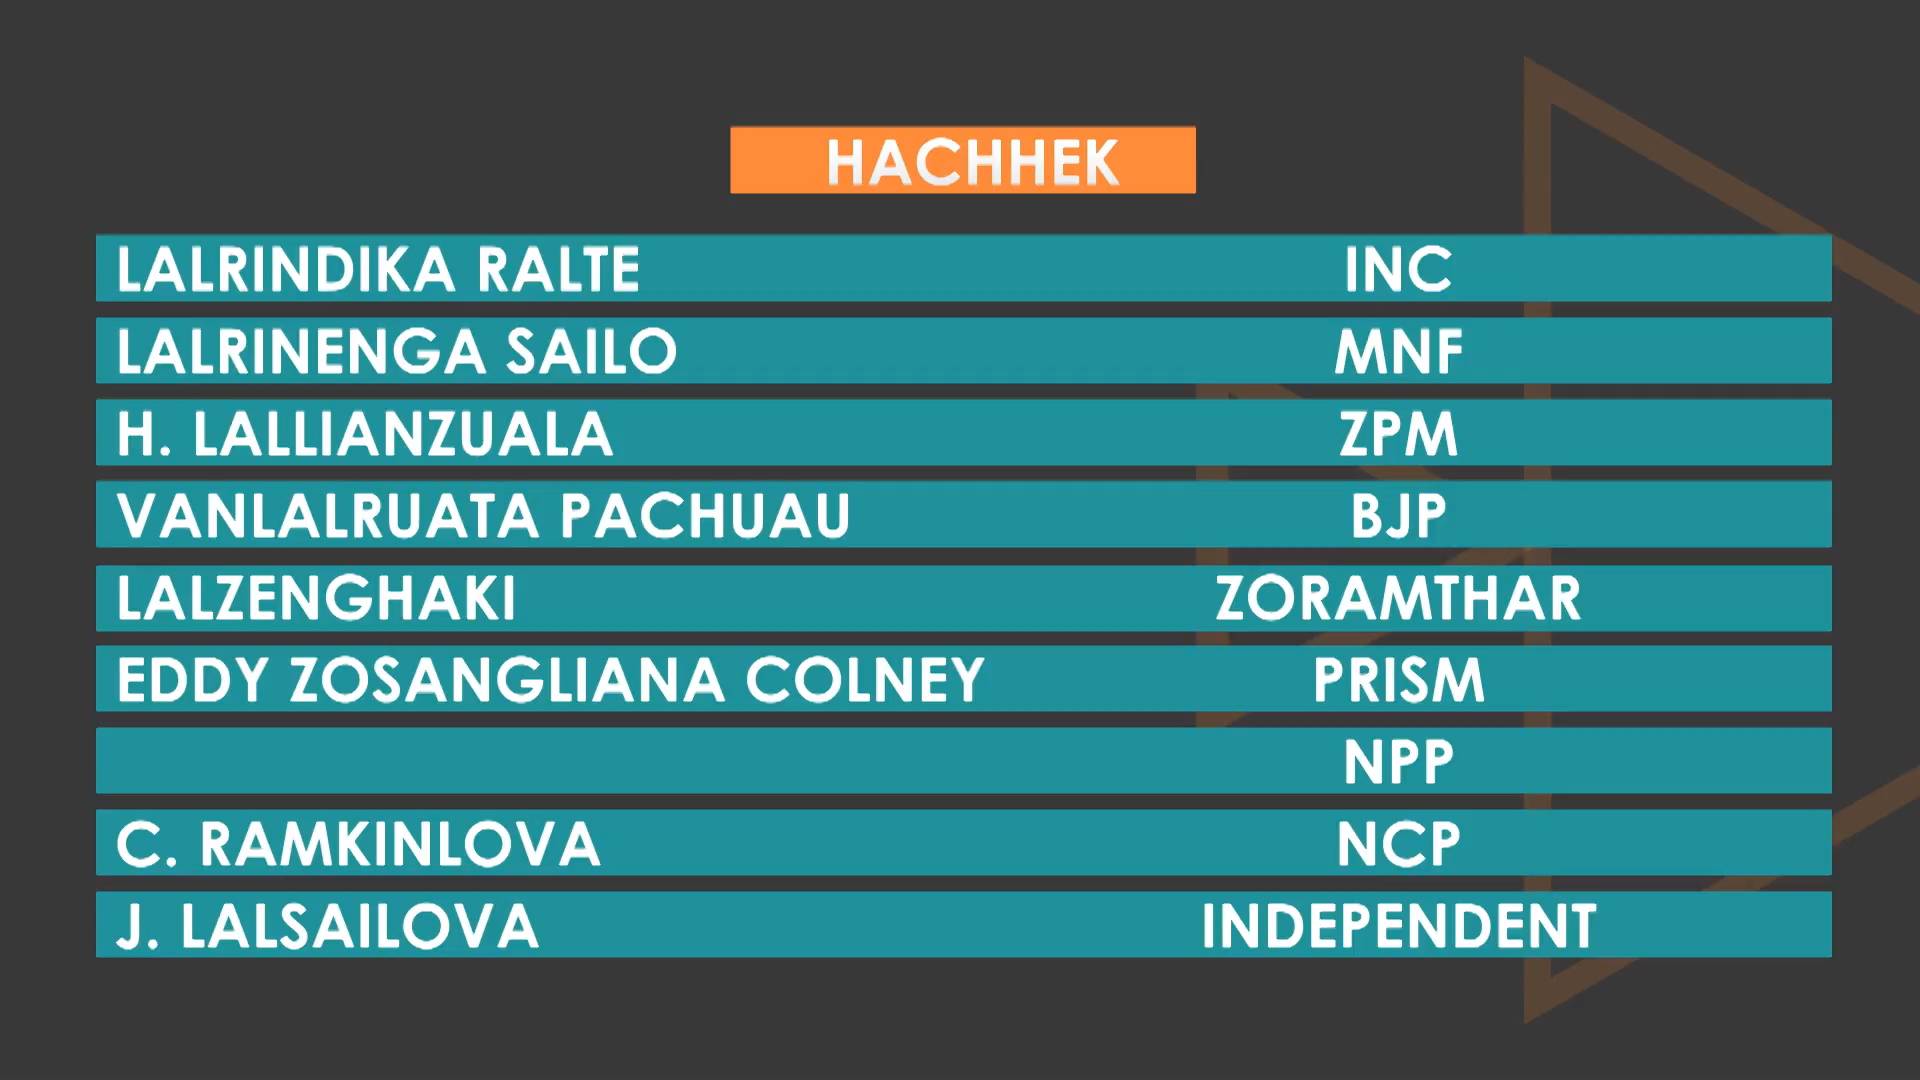 HACHHEK
LALRINDIKA RALTE INC
LALRINENGA SAILO MNF
H. LALLIANZUALA ZPM
VANLALRUATA PACHUAU BJP
LALZENGHAKI ZORAMTHAR
EDDY ZOSANGLIANA COLNEY PRISM
NPP
C. RAMKINLOVA NCP
J. LALSAILOVA INDEPENDENT